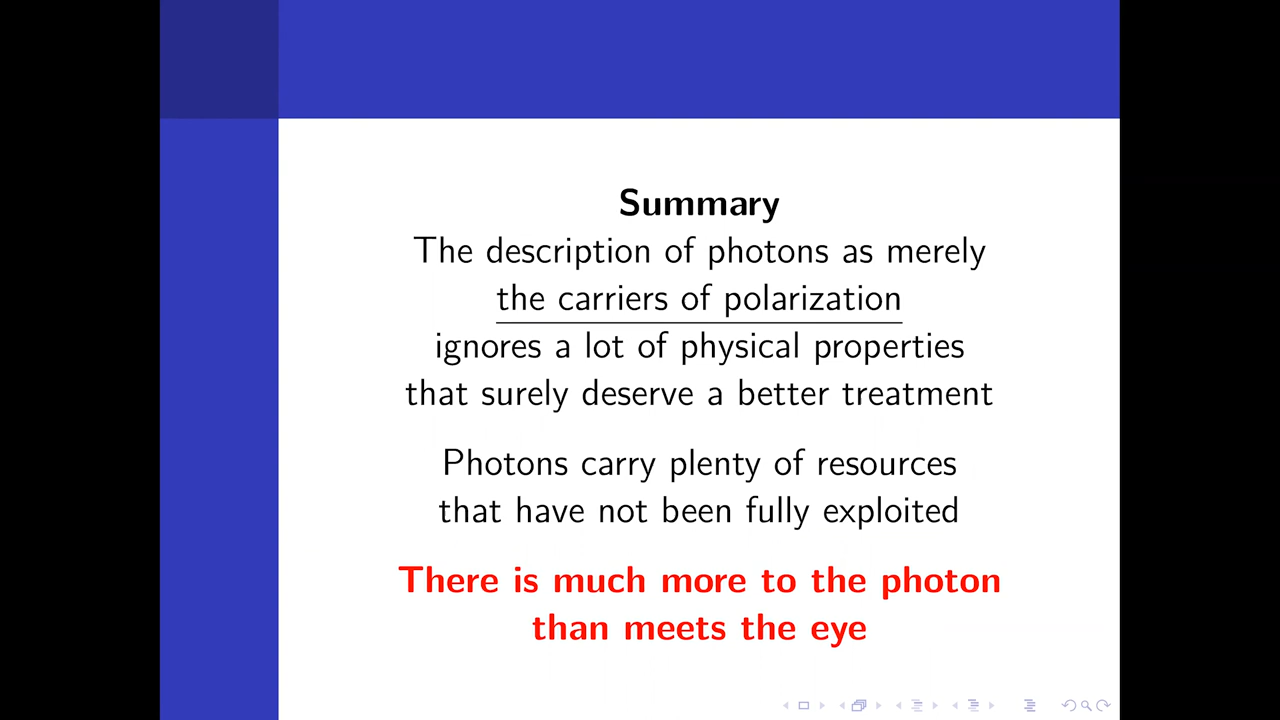 Summary
The description of photons as merely
the carriers of polarization
ignores a lot of physical properties
that surely deserve a better treatment
Photons carry plenty of resources
that have not been fully exploited
There is much more to the photon
than meets the eye